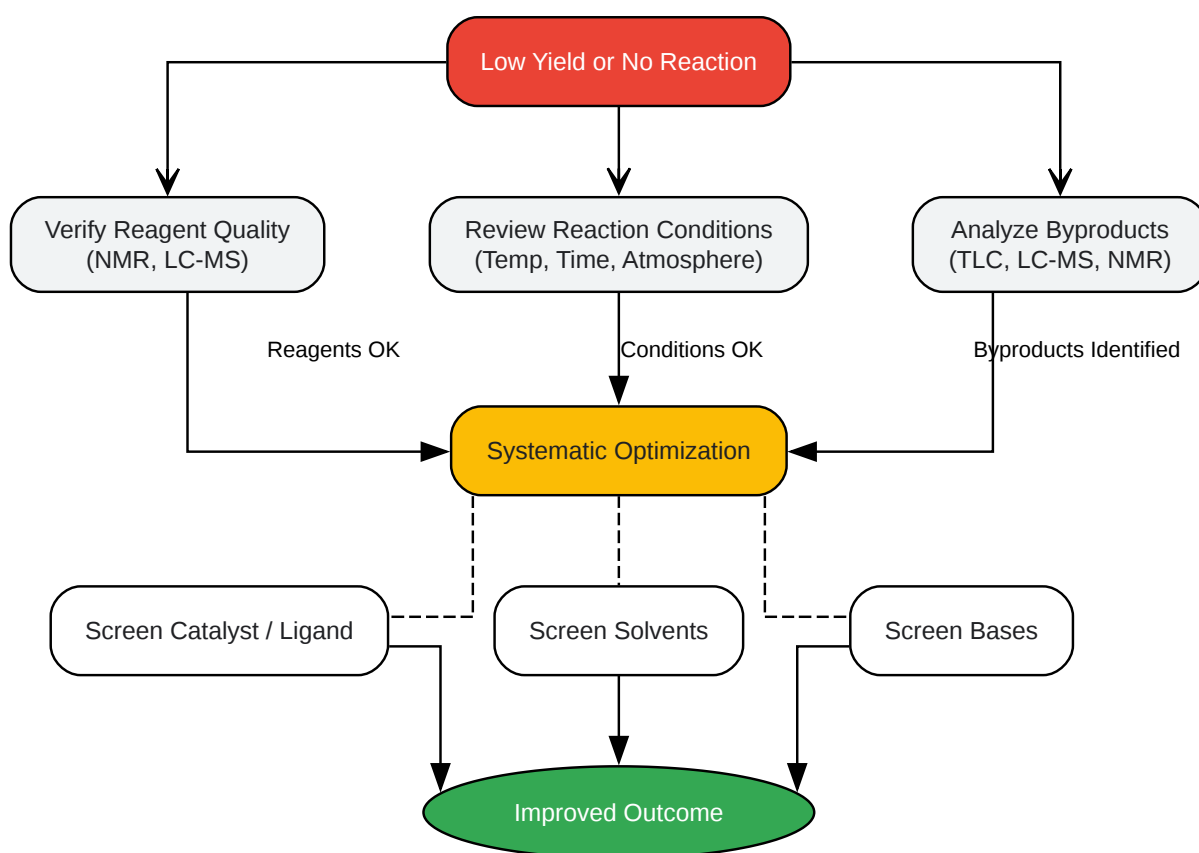 Low Yield or No Reaction
Verify Reagent Quality
(NMR, LC-MS)
Review Reaction Conditions
(Temp, Time, Atmosphere)
Analyze Byproducts
(TLC, LC-MS, NMR)
Reagents OK
Conditions OK
Byproducts Identified
Systematic Optimization
Screen Catalyst / Ligand
Screen Solvents
Screen Bases
Improved Outcome